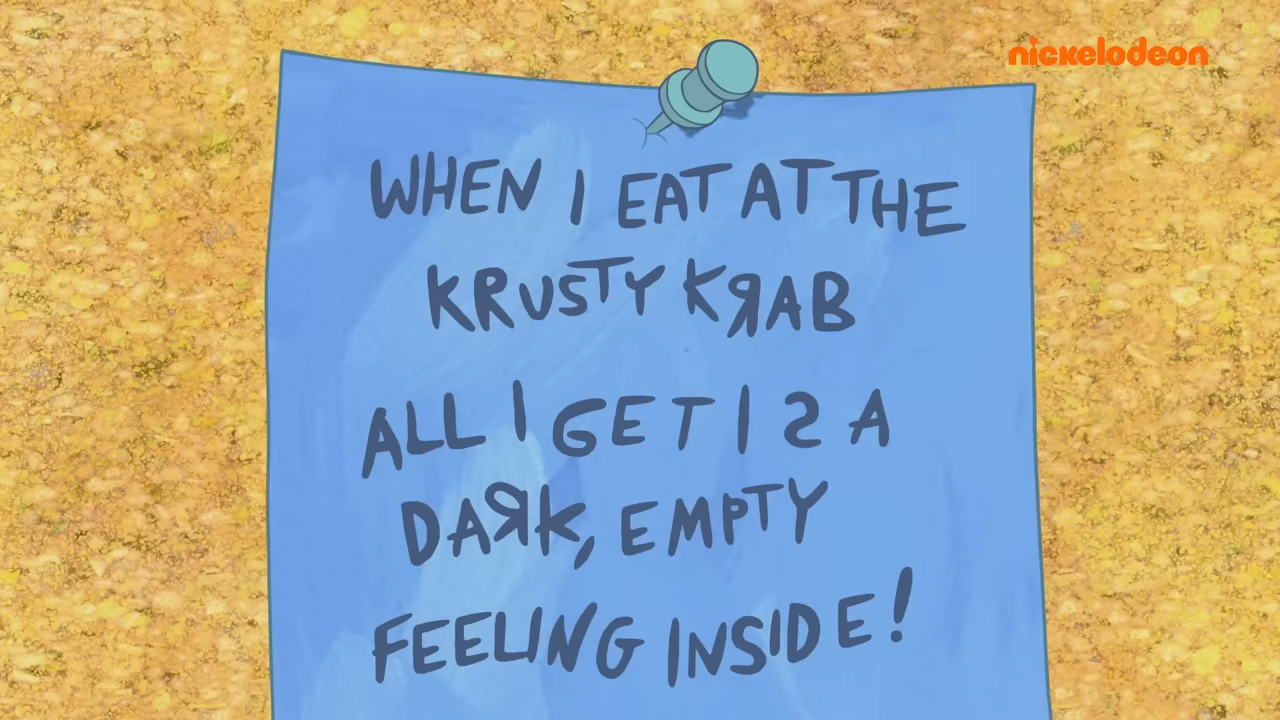 nickelodeon
WHEN I EAT AT THE
KRUSTY KRAB
ALL I GET IS A
DARK, EMPTY
FEELING INSIDE!